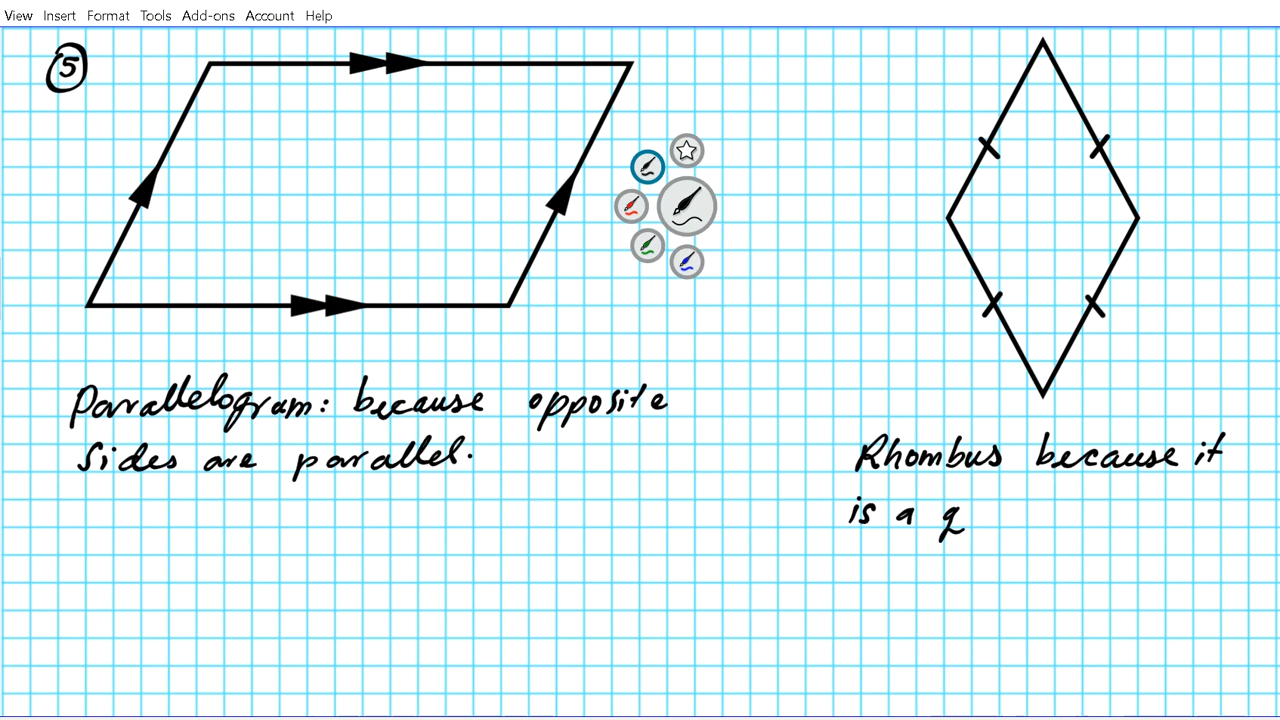 View Insert Format Tools Add-ons Account Help
5
Parallelogram: because opposite
sides are parallel.
Rhombus because it
is a q